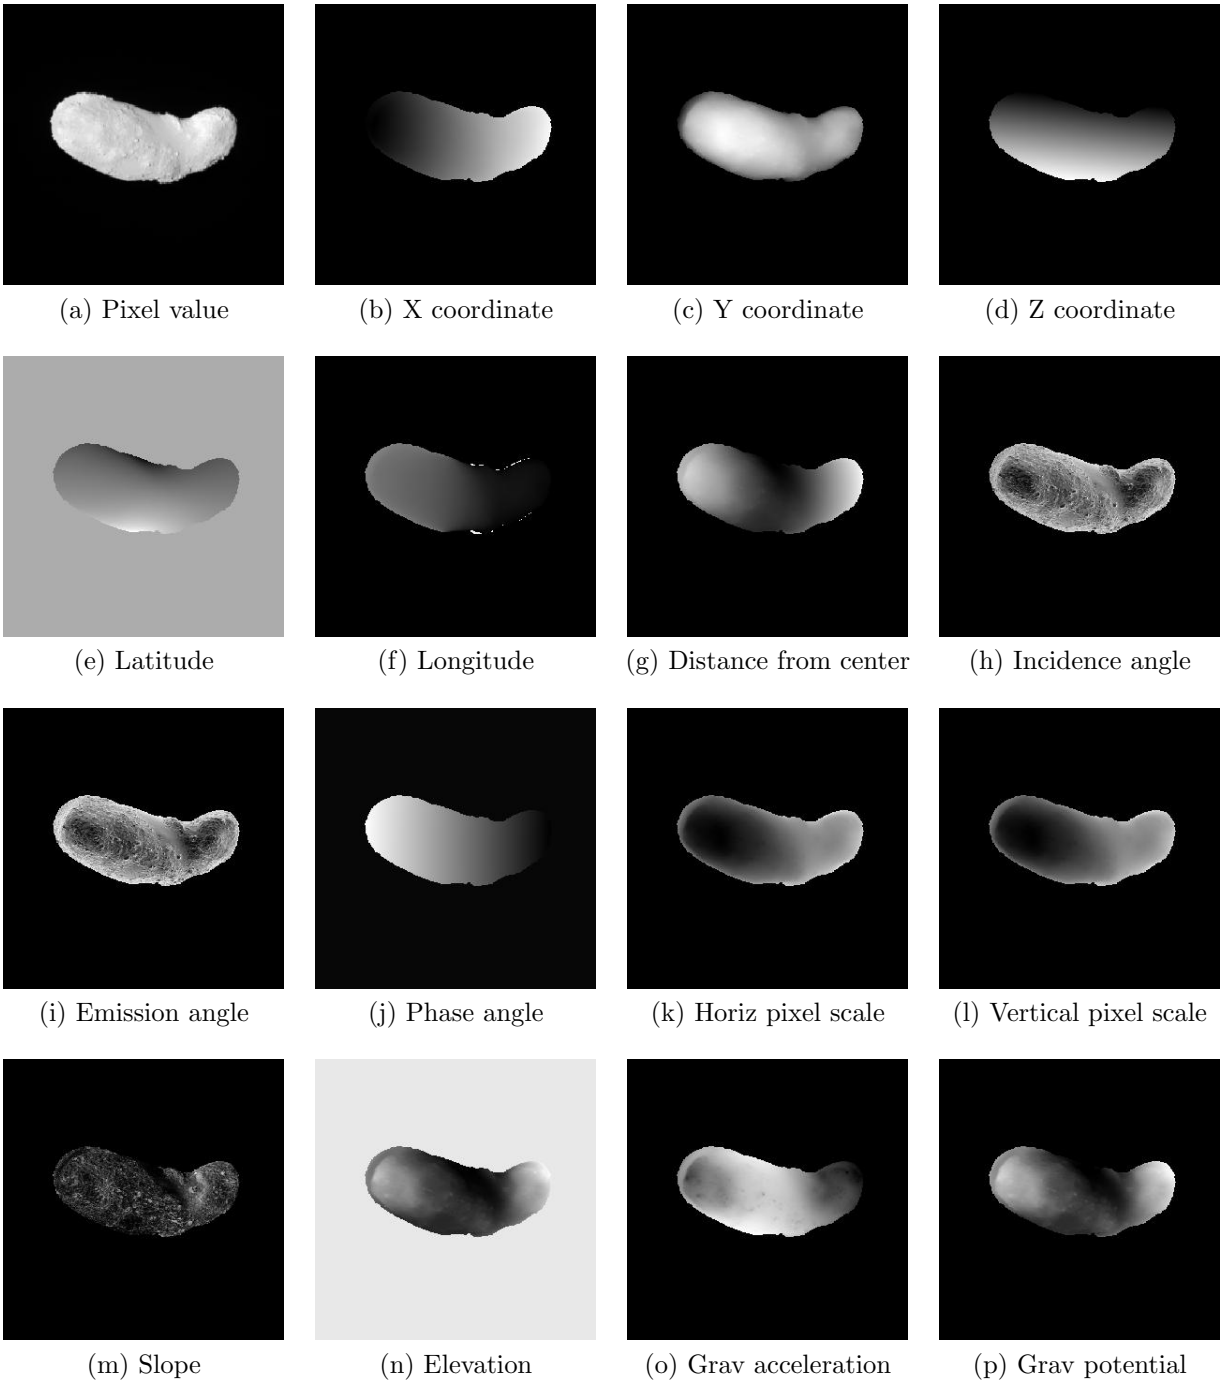 (a) Pixel value
(b) X coordinate
(c) Y coordinate
(d) Z coordinate
(e) Latitude
(f) Longitude
(g) Distance from center
(h) Incidence angle
(i) Emission angle
(j) Phase angle
(k) Horiz pixel scale
(l) Vertical pixel scale
(m) Slope
(n) Elevation
(o) Grav acceleration
(p) Grav potential